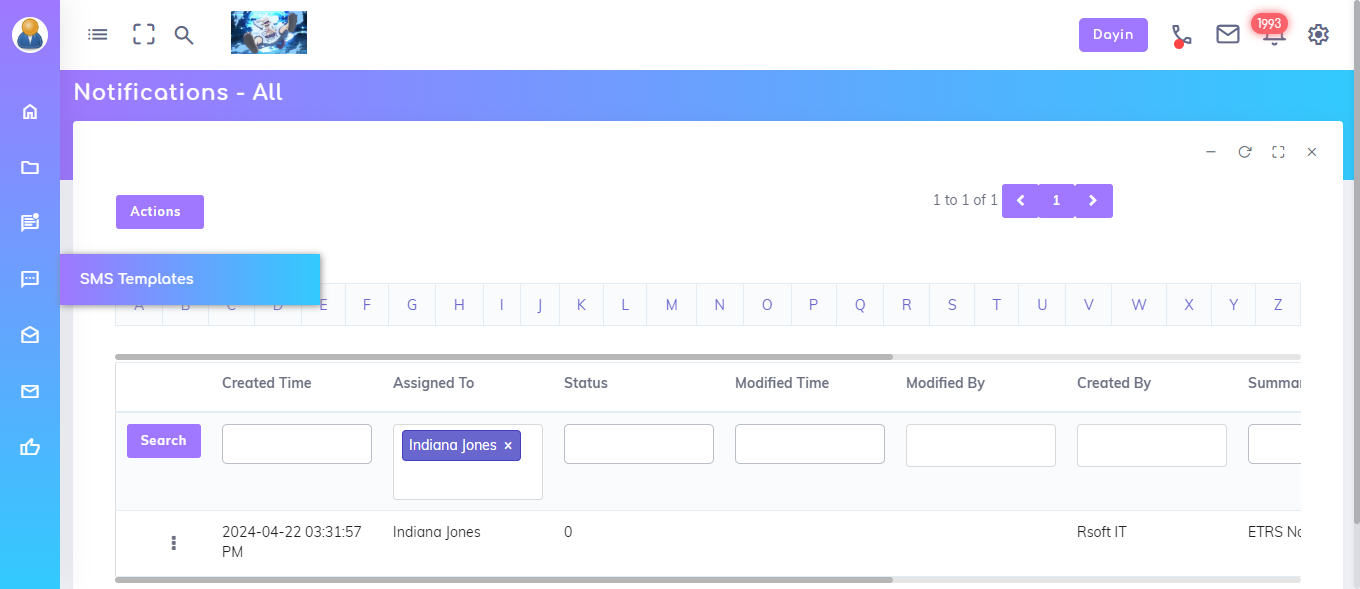 Dayin
1993
Notifications - All
Actions
1 to 1 of 1
1
SMS Templates
A B C D E F G H I J K L M N O P Q R S T U V W X Y Z
Created Time Assigned To Status Modified Time Modified By Created By Summar
Search
Indiana Jones ×
2024-04-22 03:31:57 PM
Indiana Jones
0
Rsoft IT
ETRS No